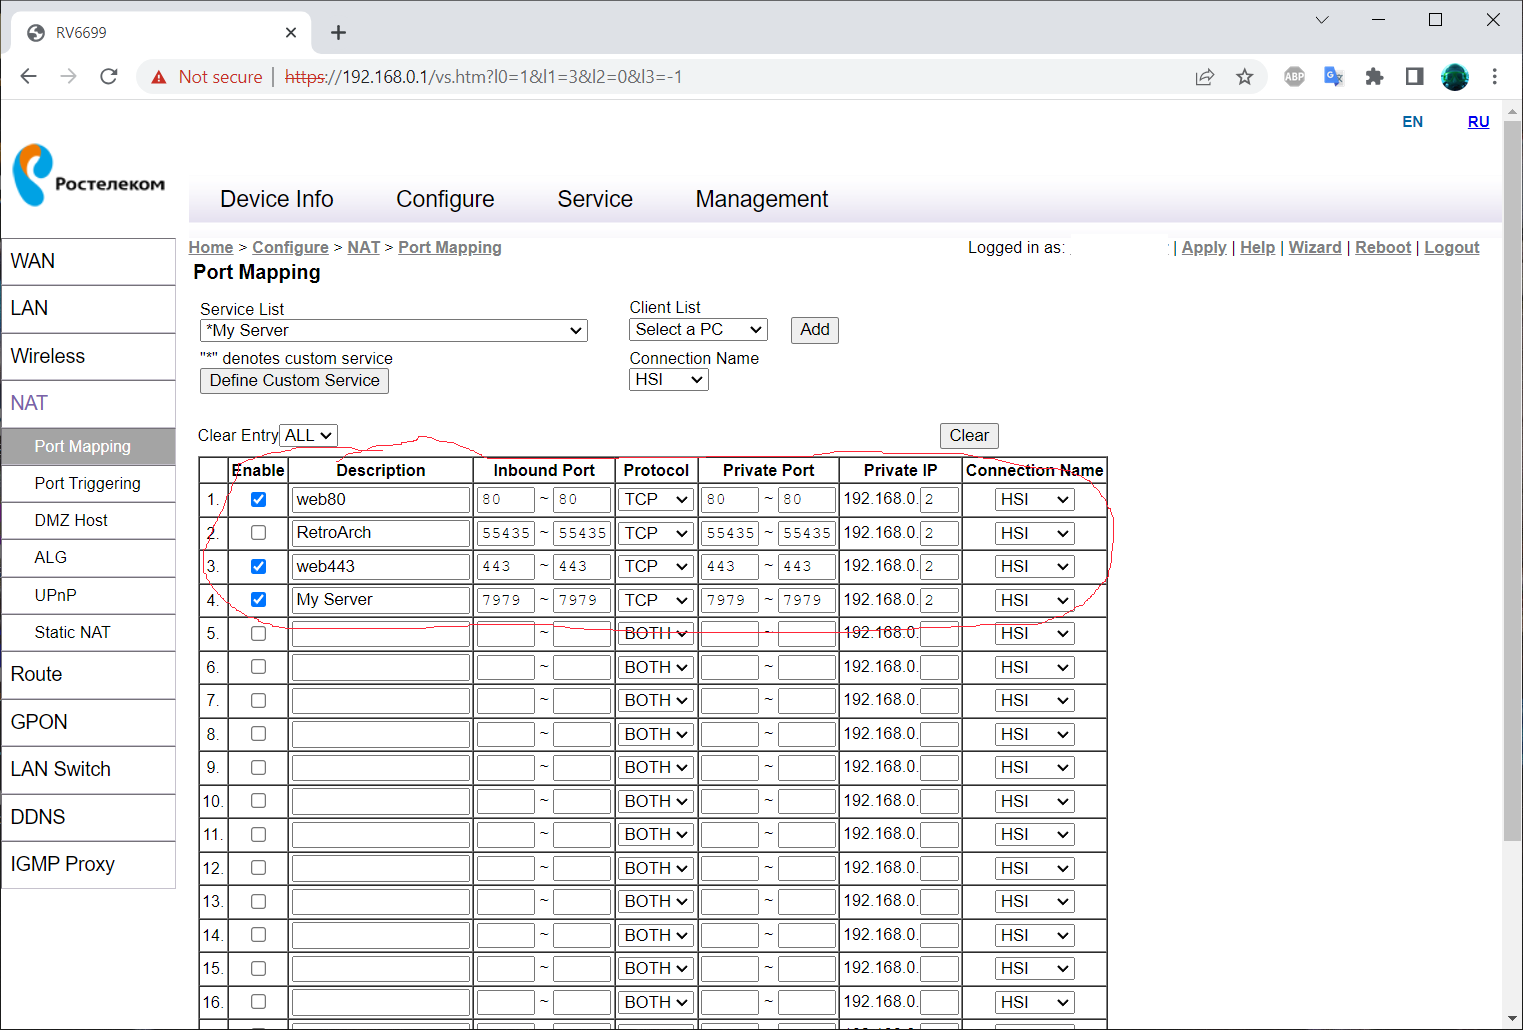 RV6699
Not secure | https://192.168.0.1/vs.htm?l0=1&l1=3&l2=0&l3=-1
ABP
G
EN RU
Ростелеком
Device Info Configure Service Management
Home > Configure > NAT > Port Mapping
Logged in as: | Apply | Help | Wizard | Reboot | Logout
WAN
LAN
Wireless
NAT
Port Mapping
Port Triggering
DMZ Host
ALG
UPnP
Static NAT
Route
GPON
LAN Switch
DDNS
IGMP Proxy
Port Mapping
Service List
*My Server
"*" denotes custom service
Define Custom Service
Client List
Select a PC
Add
Connection Name
HSI
Clear Entry ALL
Clear
Enable Description Inbound Port Protocol Private Port Private IP Connection Name
1. web80 80 ~ 80 TCP 80 ~ 80 192.168.0. 2 HSI
2. RetroArch 55435 ~ 55435 TCP 55435 ~ 55435 192.168.0. 2 HSI
3. web443 443 ~ 443 TCP 443 ~ 443 192.168.0. 2 HSI
4. My Server 7979 ~ 7979 TCP 7979 ~ 7979 192.168.0. 2 HSI
5. ~ BOTH ~ 192.168.0. HSI
6. ~ BOTH ~ 192.168.0. HSI
7. ~ BOTH ~ 192.168.0. HSI
8. ~ BOTH ~ 192.168.0. HSI
9. ~ BOTH ~ 192.168.0. HSI
10. ~ BOTH ~ 192.168.0. HSI
11. ~ BOTH ~ 192.168.0. HSI
12. ~ BOTH ~ 192.168.0. HSI
13. ~ BOTH ~ 192.168.0. HSI
14. ~ BOTH ~ 192.168.0. HSI
15. ~ BOTH ~ 192.168.0. HSI
16. ~ BOTH ~ 192.168.0. HSI